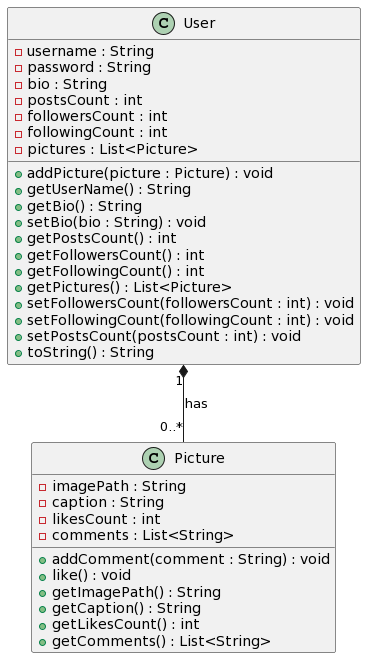 C User
username : String
password : String
bio : String
postsCount : int
followersCount : int
followingCount : int
pictures : List<Picture>
addPicture(picture : Picture) : void
getUserName() : String
getBio() : String
setBio(bio : String) : void
getPostsCount() : int
getFollowersCount() : int
getFollowingCount() : int
getPictures() : List<Picture>
setFollowersCount(followersCount : int) : void
setFollowingCount(followingCount : int) : void
setPostsCount(postsCount : int) : void
toString() : String
1
has
0..*
C Picture
imagePath : String
caption : String
likesCount : int
comments : List<String>
addComment(comment : String) : void
like() : void
getImagePath() : String
getCaption() : String
getLikesCount() : int
getComments() : List<String>